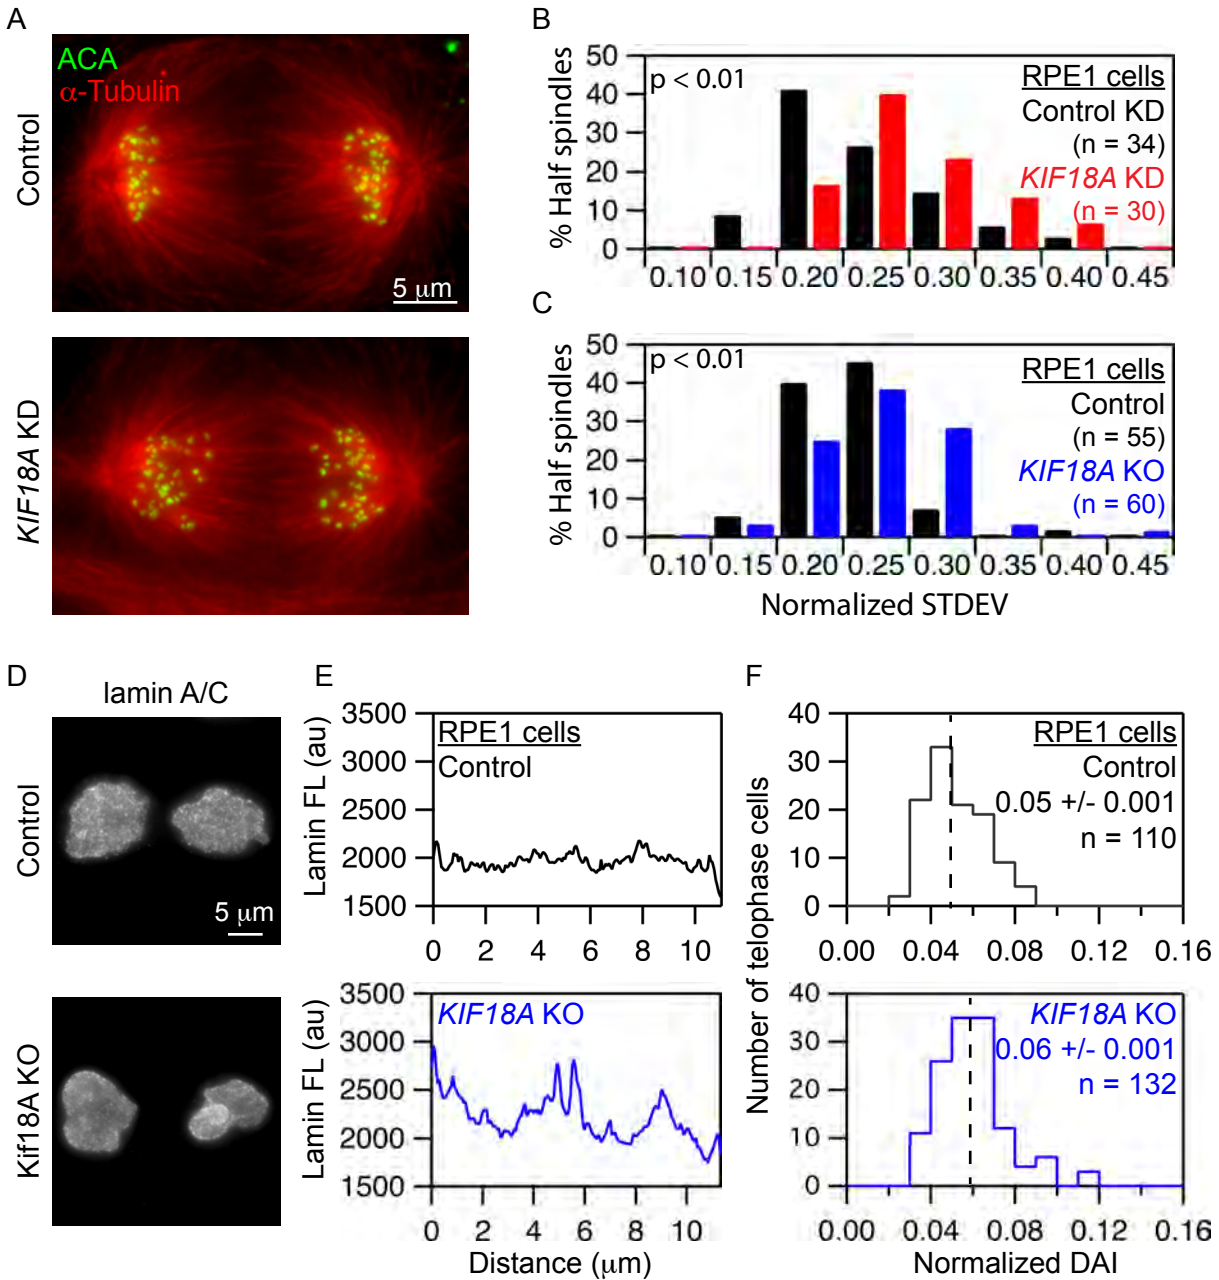 A
ACA
α-Tubulin
Control
5 μm
KIF18A KD
B
% Half spindles
50
40
30
20
10
0
p < 0.01
RPE1 cells
Control KD
(n = 34)
KIF18A KD
(n = 30)
0.10 0.15 0.20 0.25 0.30 0.35 0.40 0.45
C
% Half spindles
50
40
30
20
10
0
p < 0.01
RPE1 cells
Control
(n = 55)
KIF18A KO
(n = 60)
0.10 0.15 0.20 0.25 0.30 0.35 0.40 0.45
Normalized STDEV
D
lamin A/C
Control
5 μm
Kif18A KO
E
Lamin FL (au)
3500
3000
2500
2000
1500
RPE1 cells
Control
0 2 4 6 8 10
Lamin FL (au)
3500
3000
2500
2000
1500
KIF18A KO
0 2 4 6 8 10
Distance (μm)
F
Number of telophase cells
40
30
20
10
0
RPE1 cells
Control
0.05 +/- 0.001
n = 110
0.00 0.04 0.08 0.12 0.16
40
30
20
10
0
KIF18A KO
0.06 +/- 0.001
n = 132
0.00 0.04 0.08 0.12 0.16
Normalized DAI